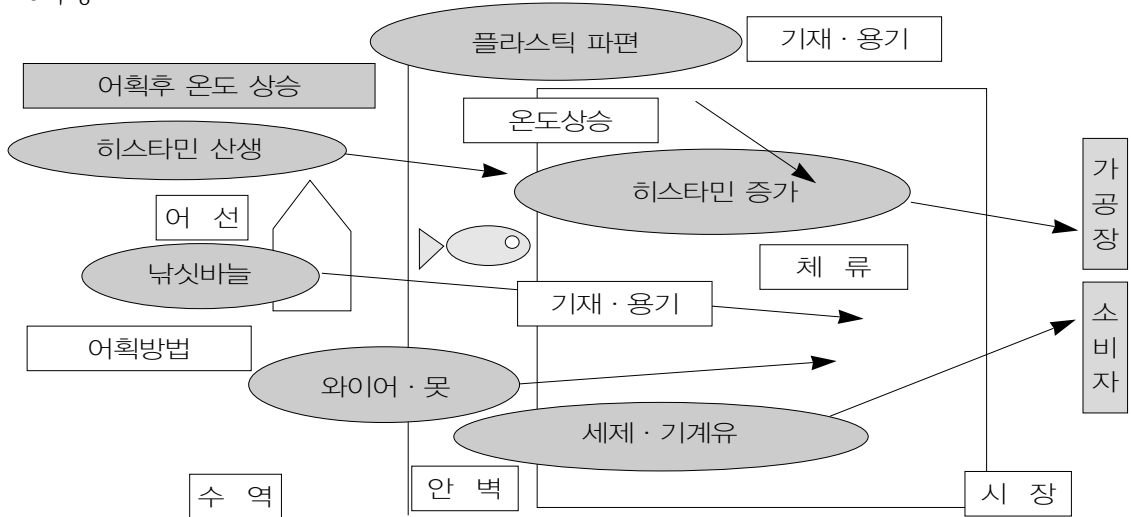 플라스틱 파편
기재 · 용기
어획후 온도 상승
온도상승
히스타민 산생
히스타민 증가
가공장
어 선
낚싯바늘
체 류
기재 · 용기
소비자
어획방법
와이어 · 못
세제 · 기계유
수 역
안 벽
시 장